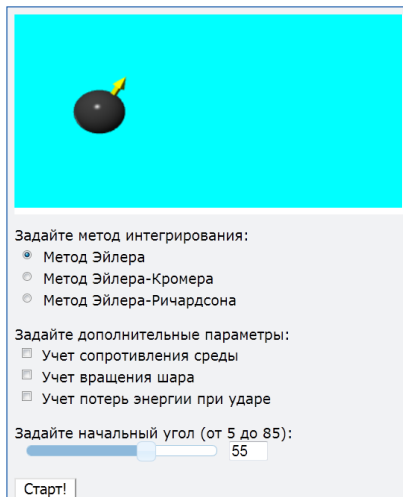 Задайте метод интегрирования:
Метод Эйлера
Метод Эйлера-Кромера
Метод Эйлера-Ричардсона
Задайте дополнительные параметры:
Учет сопротивления среды
Учет вращения шара
Учет потерь энергии при ударе
Задайте начальный угол (от 5 до 85):
55
Старт!